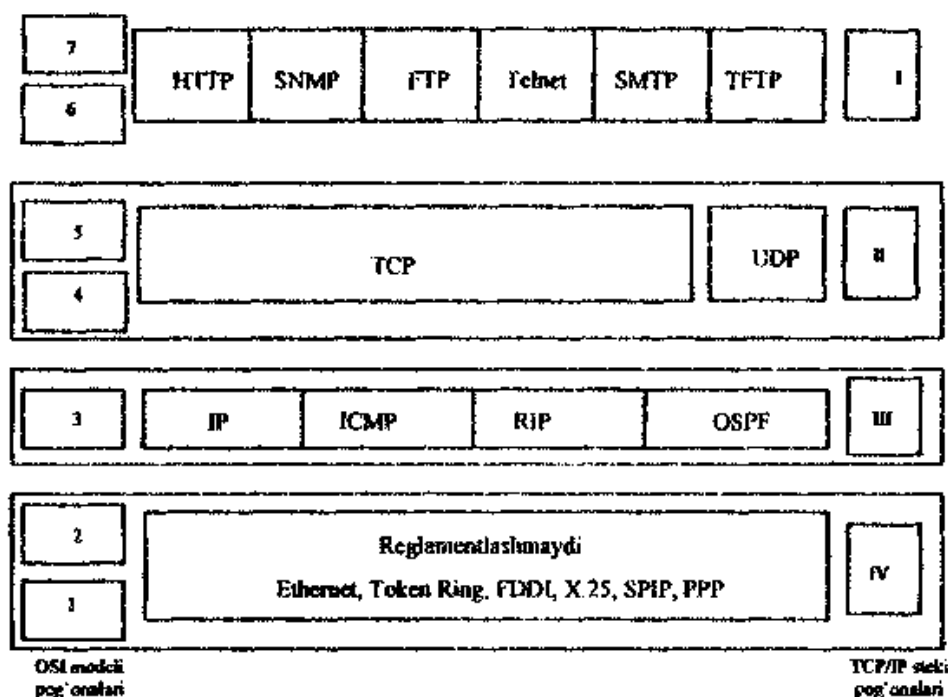 7
HTTP SNMP FTP Telnet SMTP TFTP I
6
5
TCP UDP II
4
3 IP ICMP RIP OSPF III
2
Reglamentlashmaydi
IV
Ethernet, Token Ring, FDDI, X.25, SPIP, PPP
1
OSI modeli TCP/IP steki
pog'onalari pog'onalari